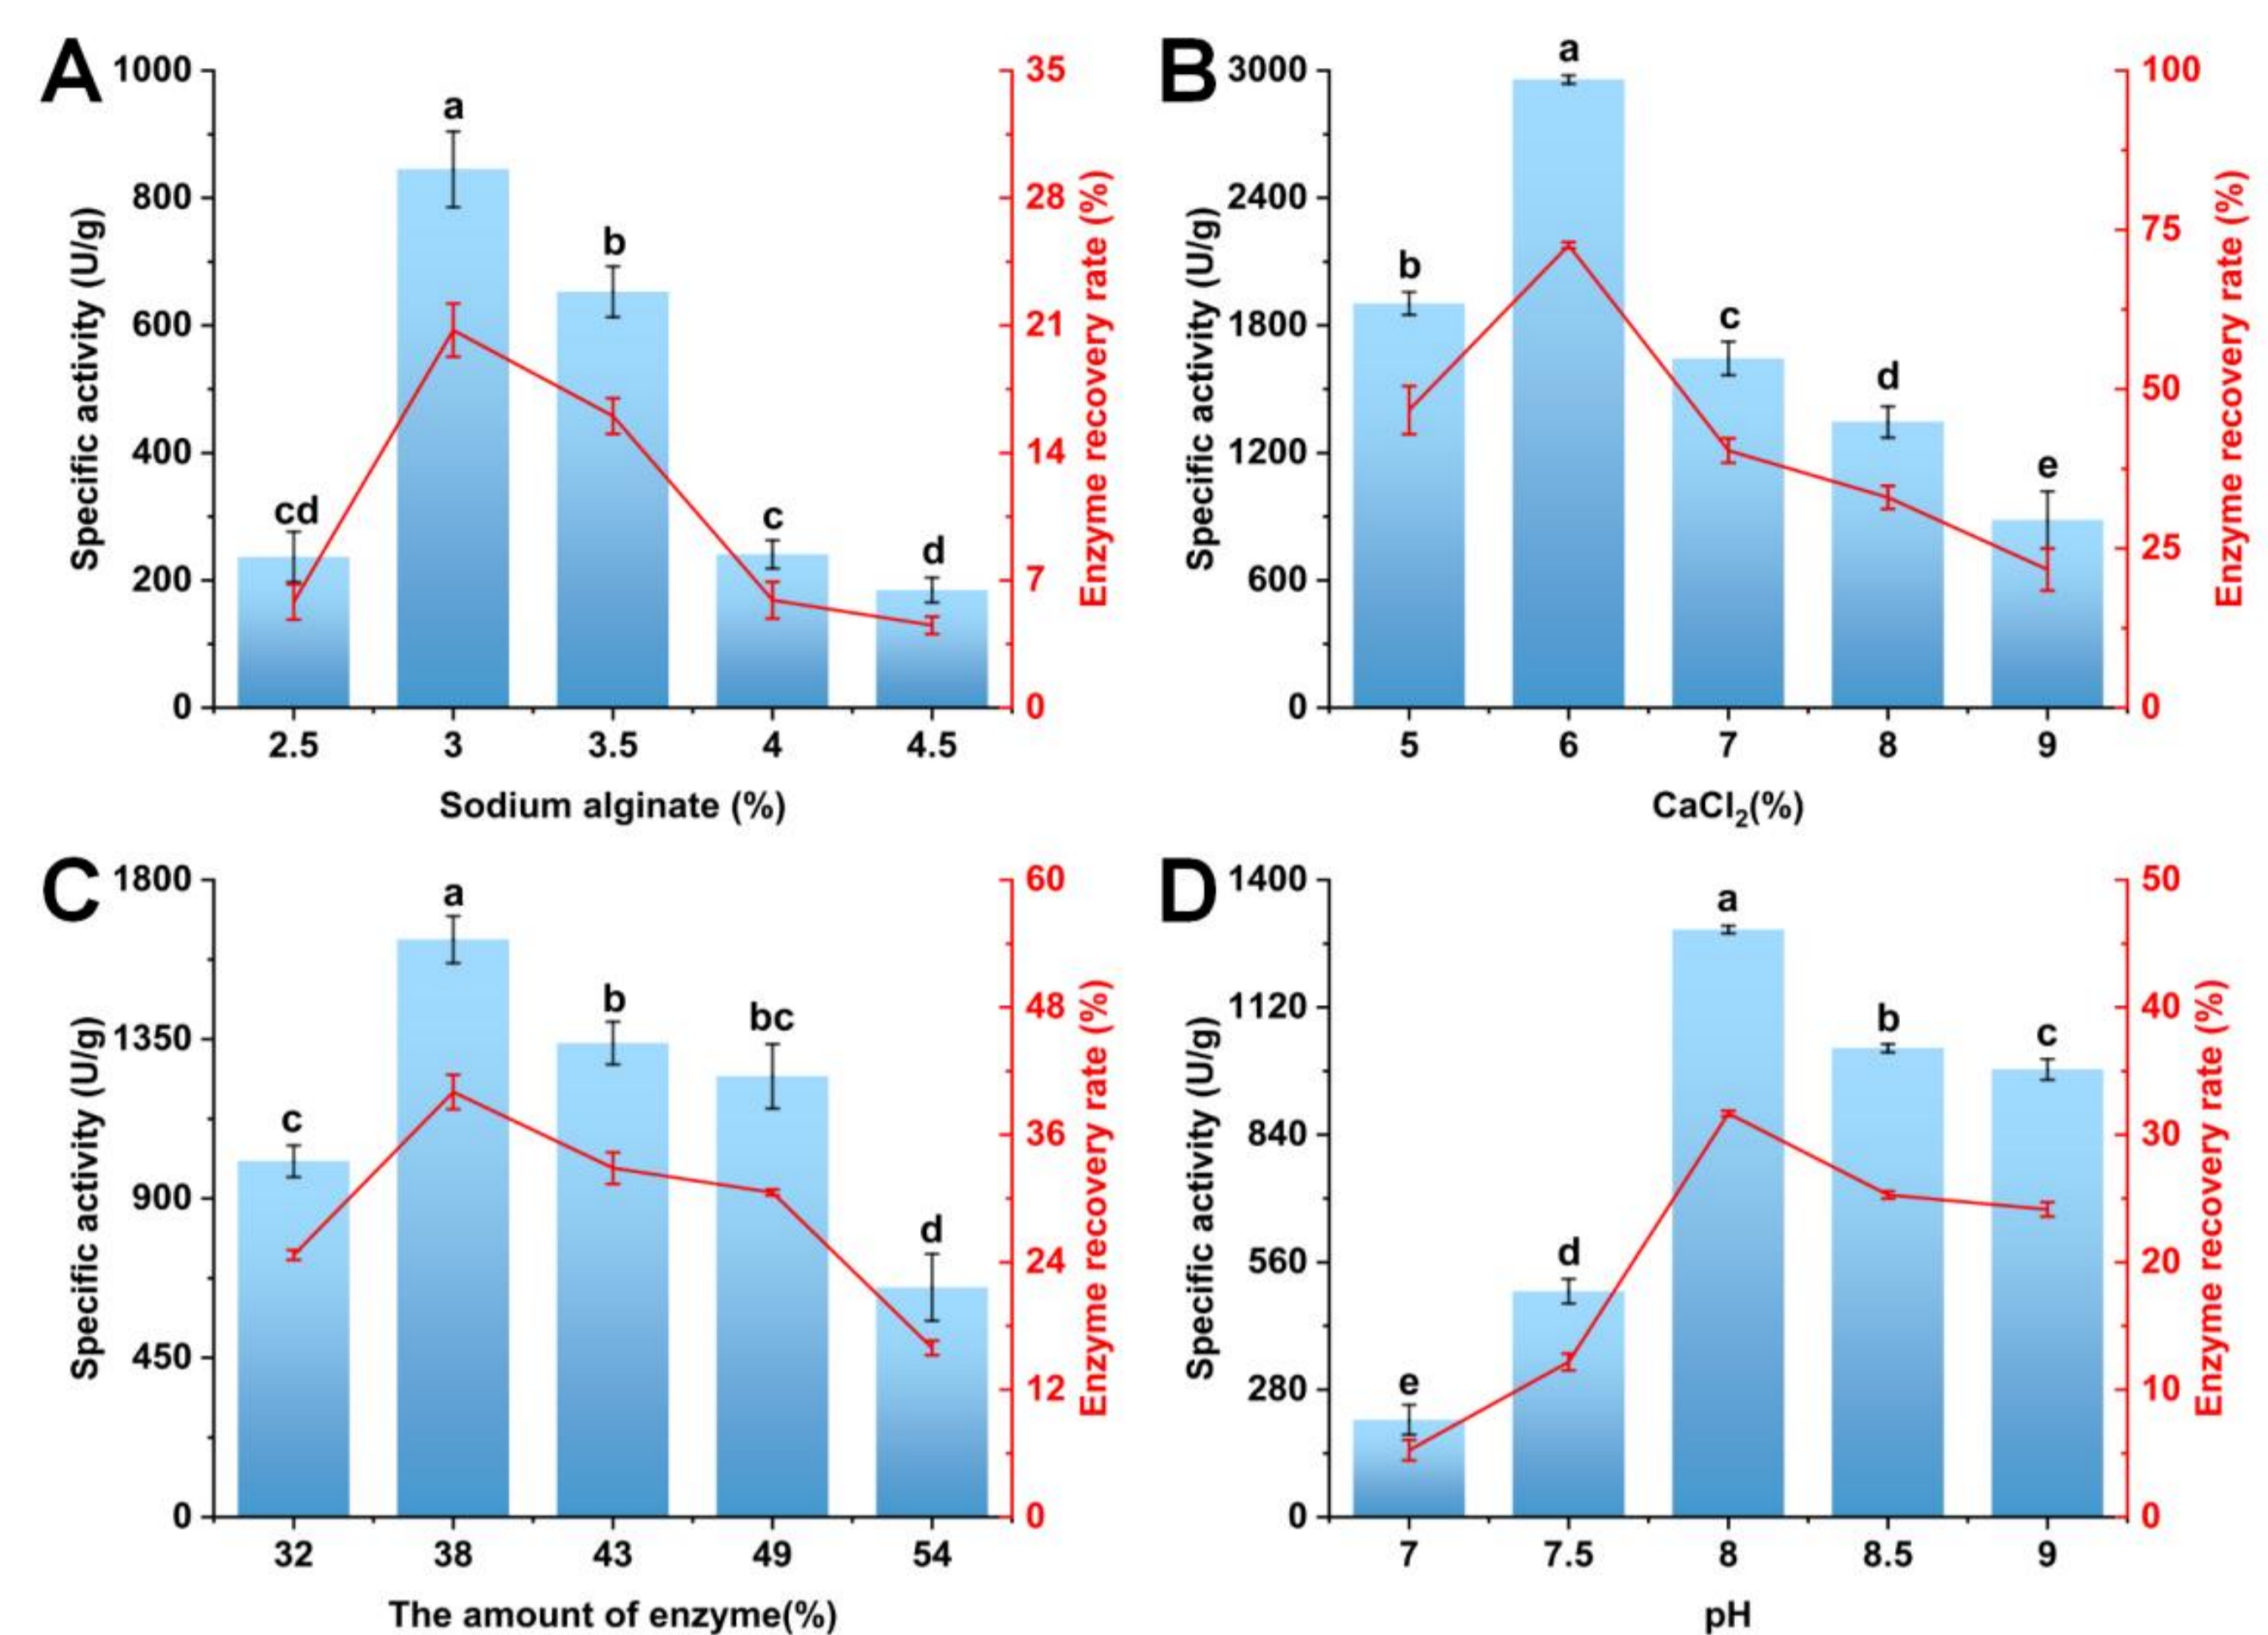 A
1000
800
600
400
200
0
Specific activity (U/g)
cd
a
b
c
d
35
28
21
14
7
0
Enzyme recovery rate (%)
2.5 3 3.5 4 4.5
Sodium alginate (%)
B
3000
2400
1800
1200
600
0
Specific activity (U/g)
b
a
c
d
e
100
75
50
25
0
Enzyme recovery rate (%)
5 6 7 8 9
CaCl₂(%)
C
1800
1350
900
450
0
Specific activity (U/g)
c
a
b
bc
d
60
48
36
24
12
0
Enzyme recovery rate (%)
32 38 43 49 54
The amount of enzyme(%)
D
1400
1120
840
560
280
0
Specific activity (U/g)
e
d
a
b
c
50
40
30
20
10
0
Enzyme recovery rate (%)
7 7.5 8 8.5 9
pH